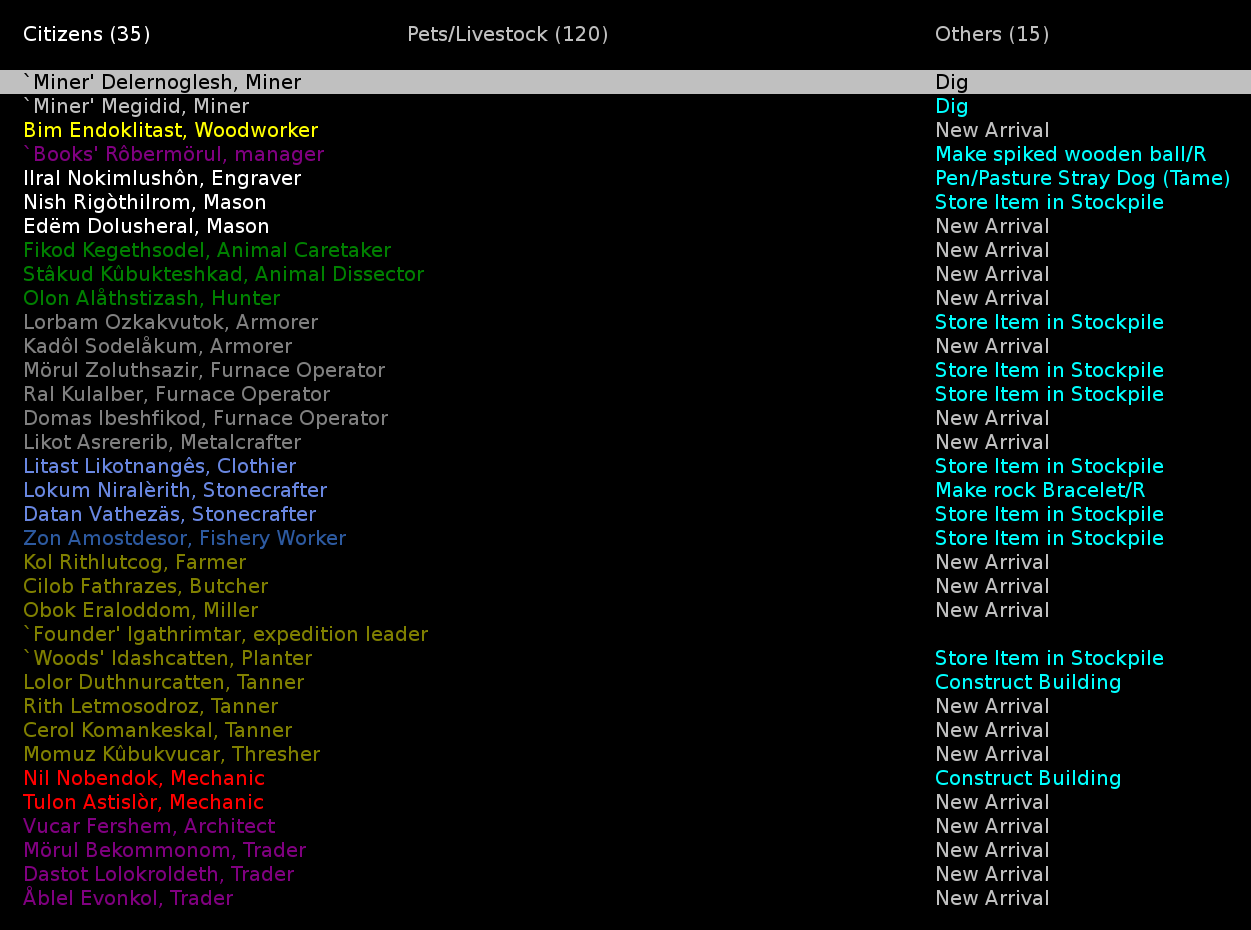 Citizens (35) Pets/Livestock (120) Others (15)
`Miner' Delernoglesh, Miner Dig
`Miner' Megidid, Miner Dig
Bim Endoklitast, Woodworker New Arrival
`Books' Rôbermörul, manager Make spiked wooden ball/R
Ilral Nokimlushôn, Engraver Pen/Pasture Stray Dog (Tame)
Nish Rigòthilrom, Mason Store Item in Stockpile
Edëm Dolusheral, Mason New Arrival
Fikod Kegethsodel, Animal Caretaker New Arrival
Stâkud Kûbukteshkad, Animal Dissector New Arrival
Olon Alåthstizash, Hunter New Arrival
Lorbam Ozkakvutok, Armorer Store Item in Stockpile
Kadôl Sodelåkum, Armorer New Arrival
Mörul Zoluthsazir, Furnace Operator Store Item in Stockpile
Ral Kulalber, Furnace Operator Store Item in Stockpile
Domas Ibeshfikod, Furnace Operator New Arrival
Likot Asrererib, Metalcrafter New Arrival
Litast Likotnangês, Clothier Store Item in Stockpile
Lokum Niralèrith, Stonecrafter Make rock Bracelet/R
Datan Vathezäs, Stonecrafter Store Item in Stockpile
Zon Amostdesor, Fishery Worker Store Item in Stockpile
Kol Rithlutcog, Farmer New Arrival
Cilob Fathrazes, Butcher New Arrival
Obok Eraloddom, Miller New Arrival
`Founder' Igathrimtar, expedition leader
`Woods' Idashcatten, Planter Store Item in Stockpile
Lolor Duthnurcatten, Tanner Construct Building
Rith Letmosodroz, Tanner New Arrival
Cerol Komankeskal, Tanner New Arrival
Momuz Kûbukvucar, Thresher New Arrival
Nil Nobendok, Mechanic Construct Building
Tulon Astislòr, Mechanic New Arrival
Vucar Fershem, Architect New Arrival
Mörul Bekommonom, Trader New Arrival
Dastot Lolokroldeth, Trader New Arrival
Åblel Evonkol, Trader New Arrival